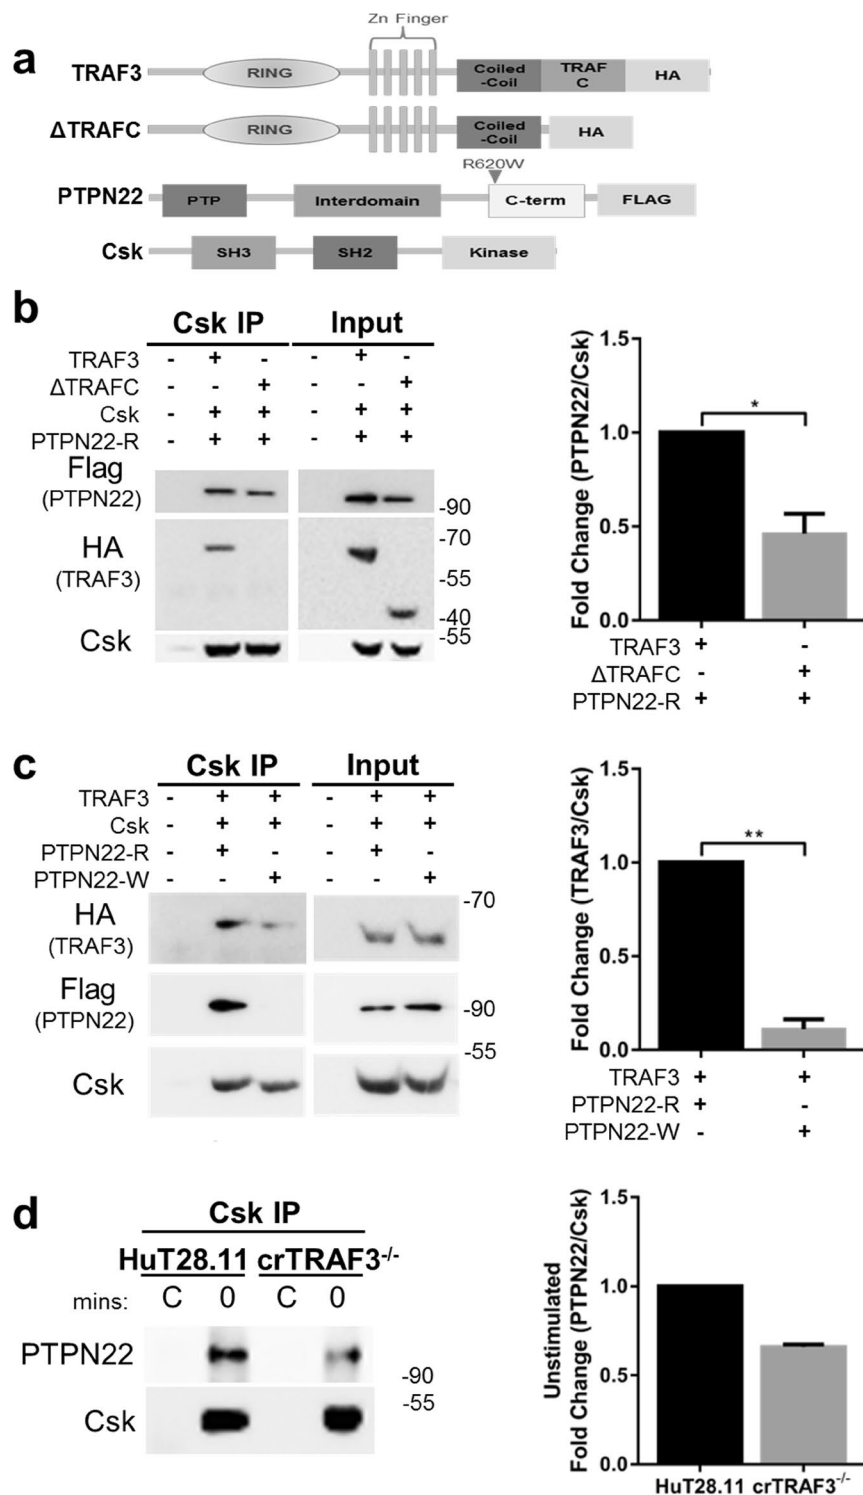 a
Zn Finger
TRAF3 RING Coiled-Coil TRAF C HA
ΔTRAFC RING Coiled-Coil HA
R620W
PTPN22 PTP Interdomain C-term FLAG
Csk SH3 SH2 Kinase
b
Csk IP Input
TRAF3 - + - - + -
ΔTRAFC - - + - - +
Csk - + + - + +
PTPN22-R - + + - + +
Flag
(PTPN22)
-90
HA
(TRAF3)
-70
-55
-40
Csk
-55
Fold Change (PTPN22/Csk)
1.5
1.0
0.5
0.0
*
TRAF3 + -
ΔTRAFC - +
PTPN22-R + +
c
Csk IP Input
TRAF3 - + + - + +
Csk - + + - + +
PTPN22-R - + - - + -
PTPN22-W - - + - - +
HA
(TRAF3)
-70
Flag
(PTPN22)
-90
Csk
-55
Fold Change (TRAF3/Csk)
1.5
1.0
0.5
0.0
**
TRAF3 + +
PTPN22-R + -
PTPN22-W - +
d
Csk IP
HuT28.11 crTRAF3-/-
mins: C 0 C 0
PTPN22
-90
Csk
-55
Unstimulated
Fold Change (PTPN22/Csk)
1.5
1.0
0.5
0.0
HuT28.11 crTRAF3-/-